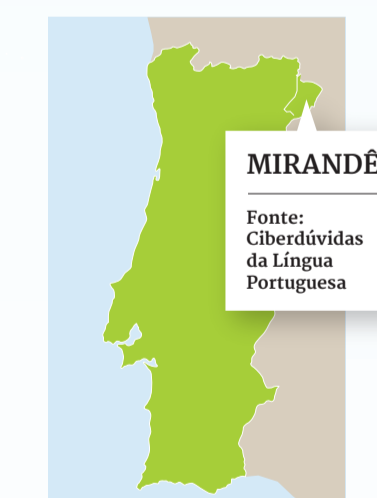 MIRANDÊ
Fonte:
Ciberdúvidas
da Língua
Portuguesa